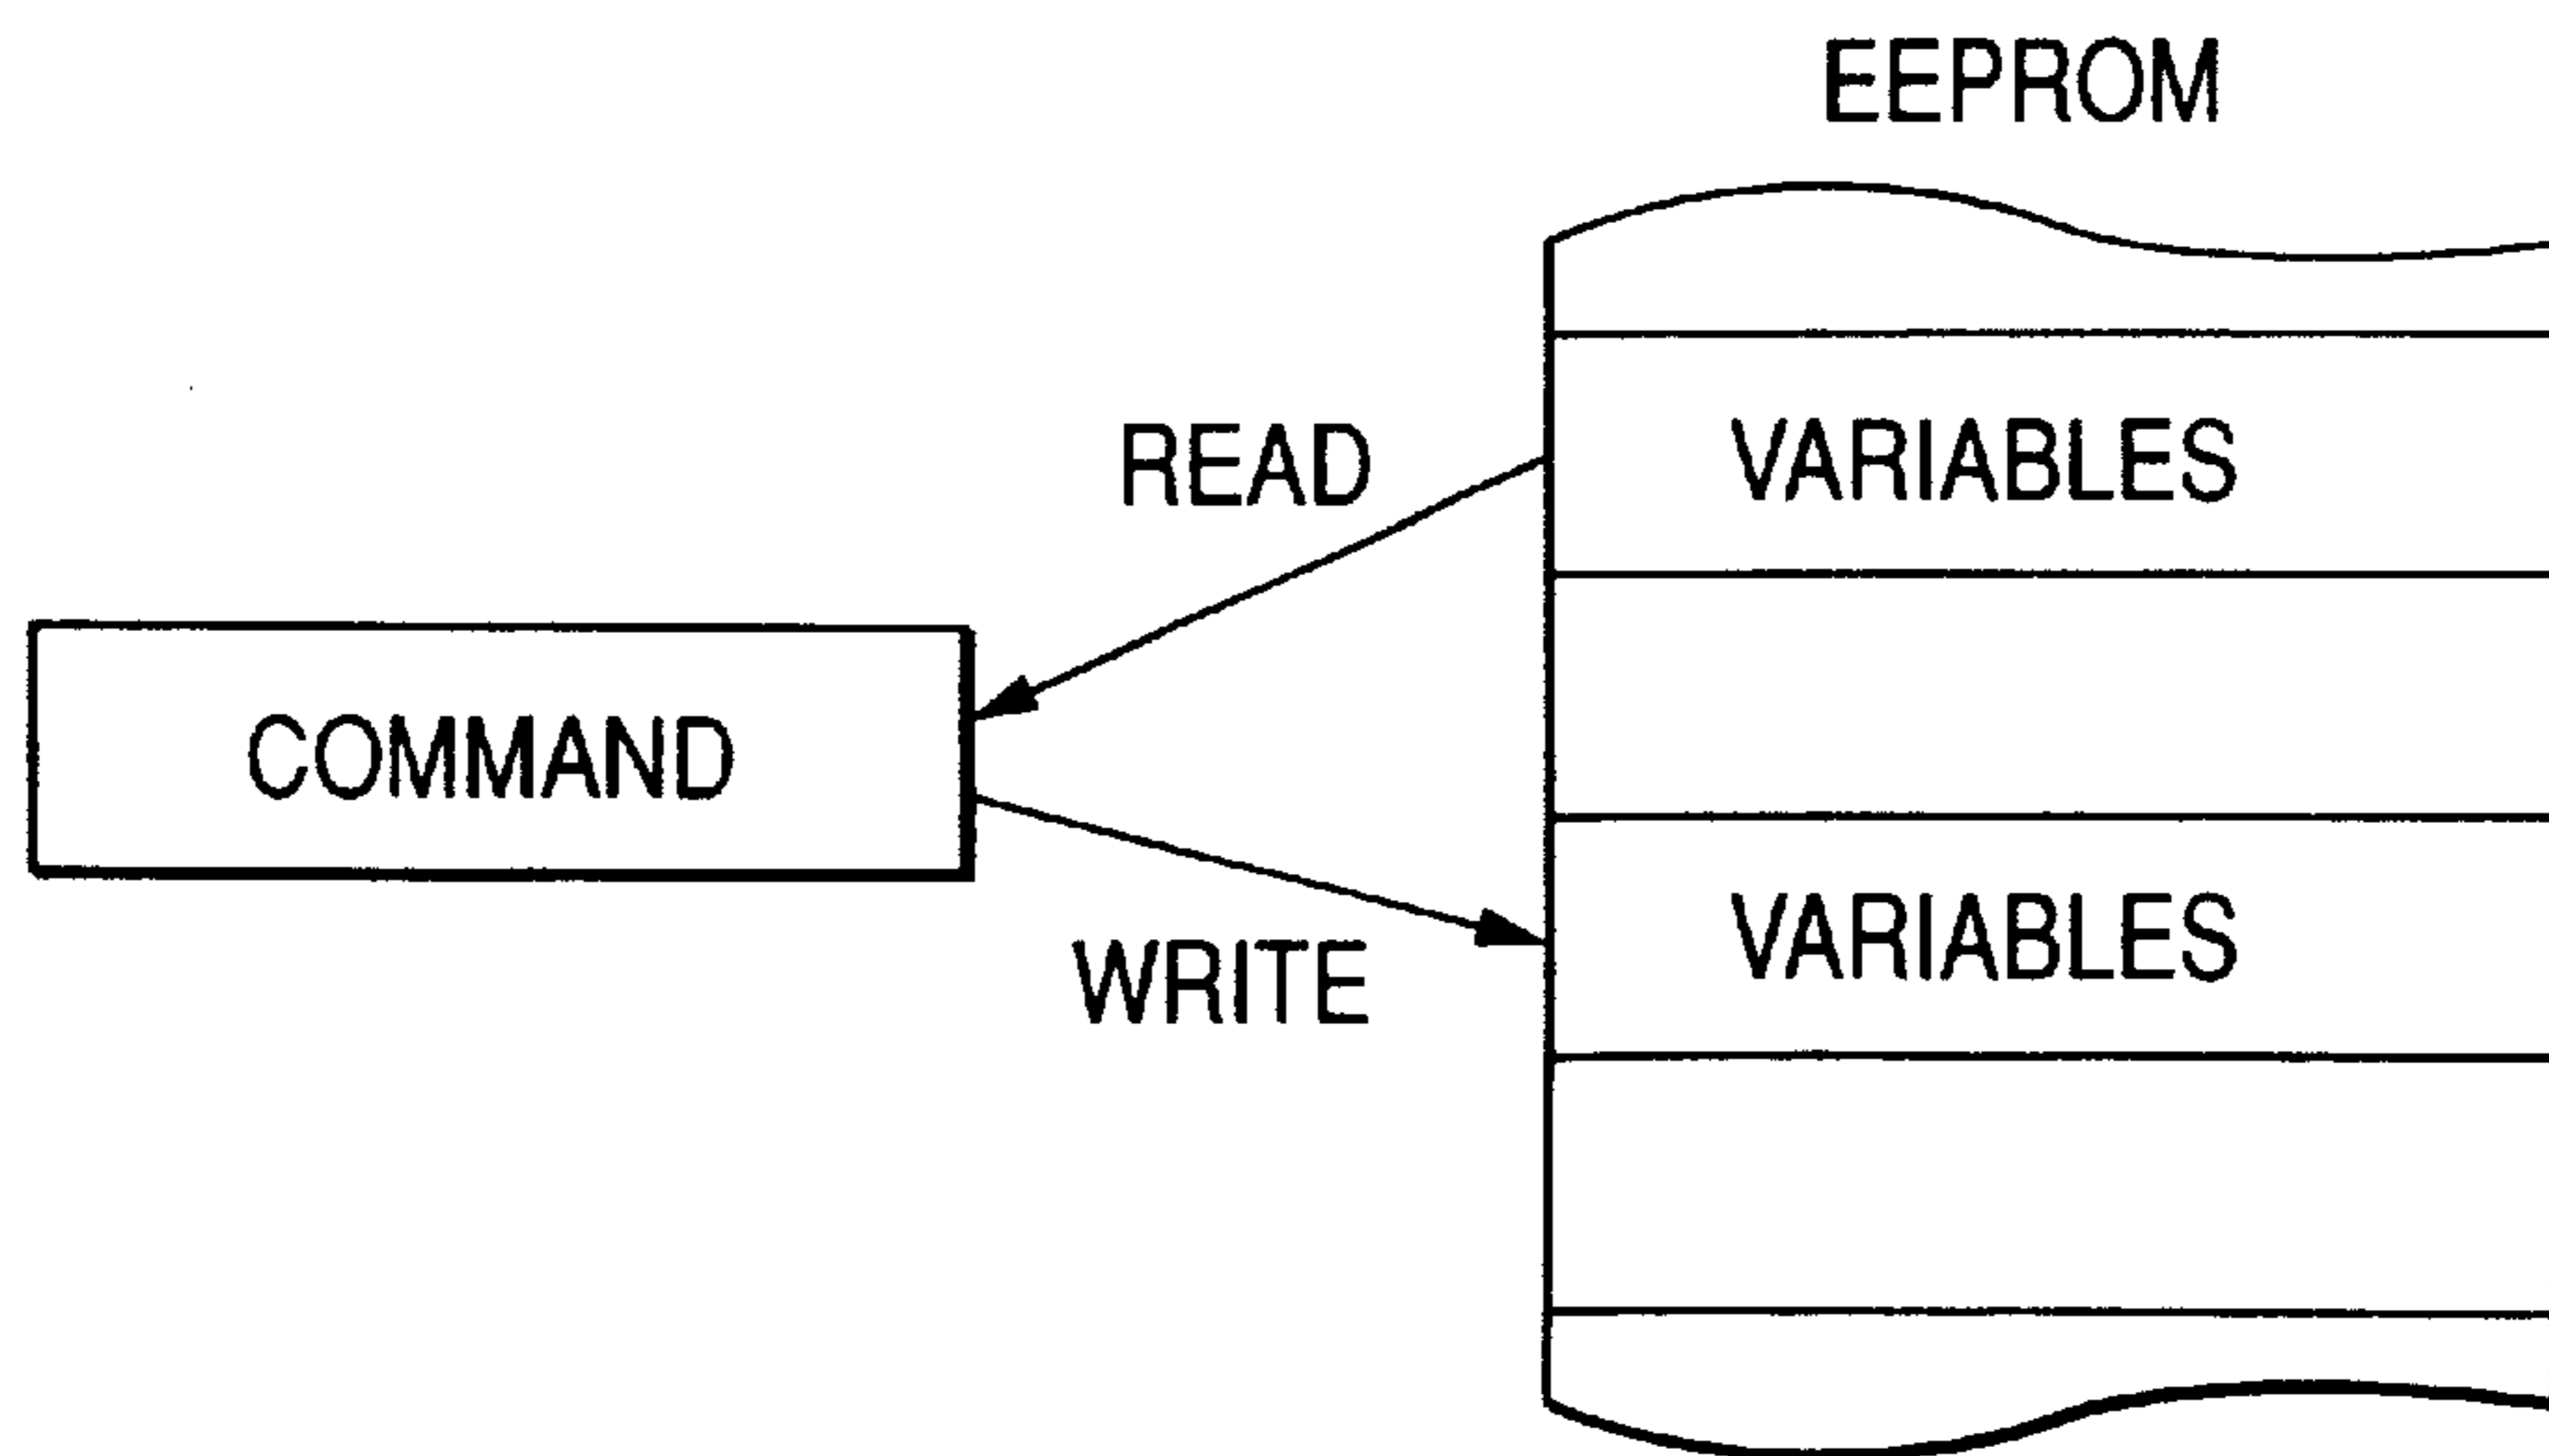 EEPROM
READ
VARIABLES
COMMAND
WRITE
VARIABLES